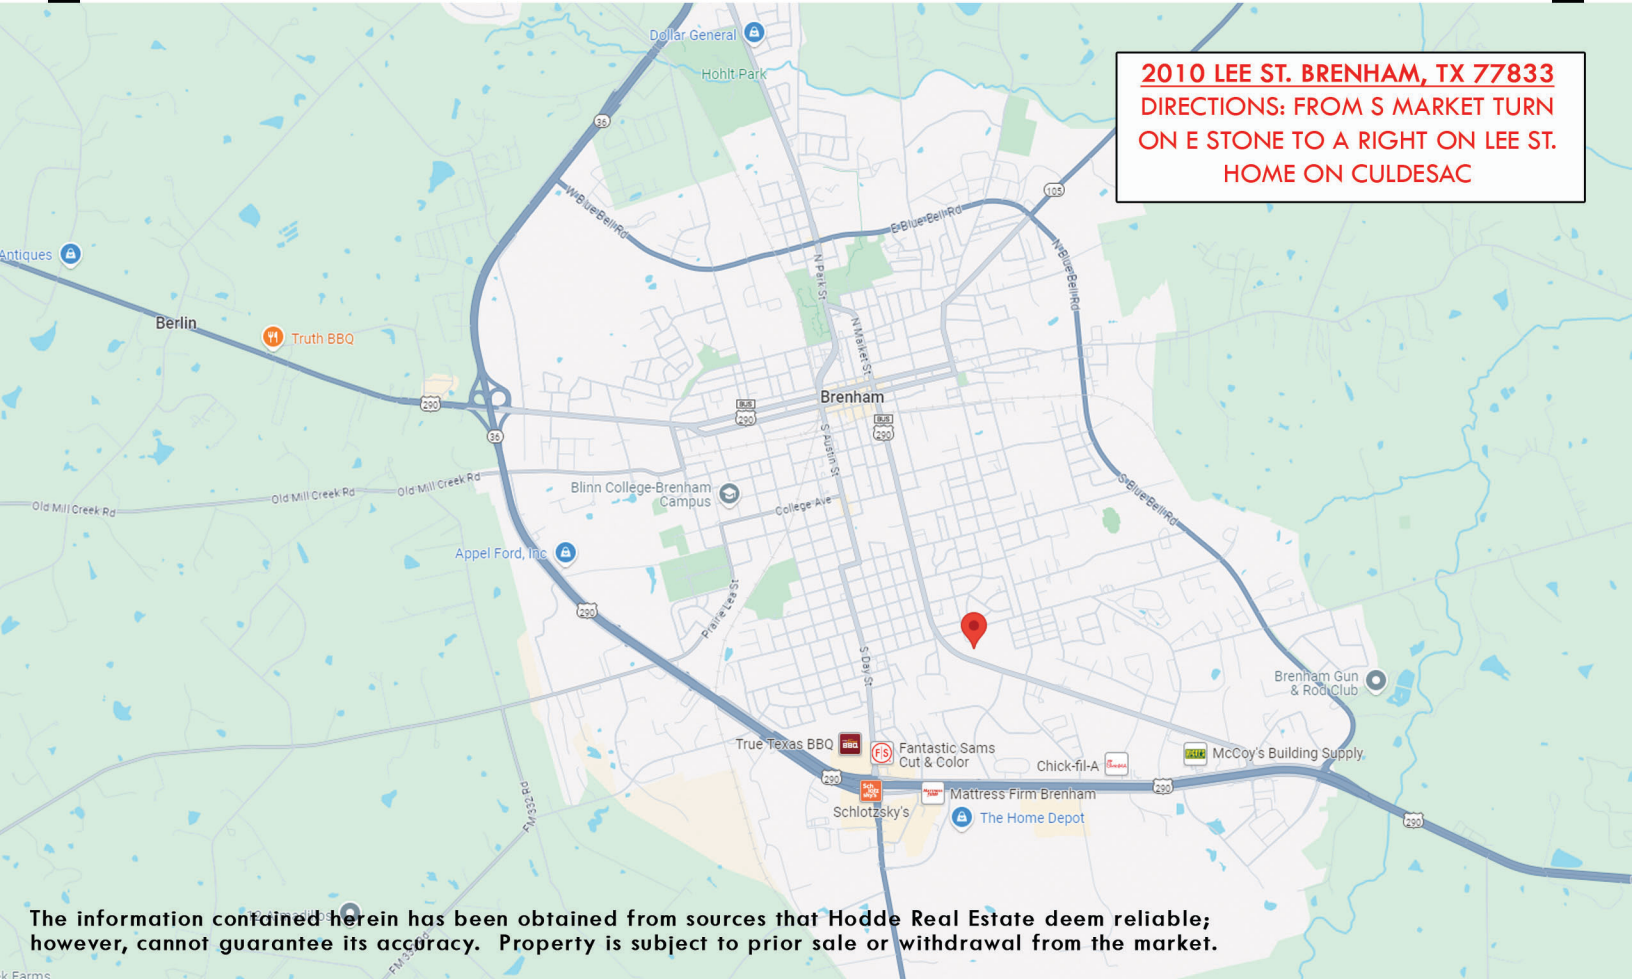 Dollar General
Hohlt Park
2010 LEE ST. BRENHAM, TX 77833
DIRECTIONS: FROM S MARKET TURN
ON E STONE TO A RIGHT ON LEE ST.
HOME ON CULDESAC
36
105
W Blue Bell Rd
E Blue Bell Rd
N Blue Bell Rd
Antiques
N Park St
Berlin
Truth BBQ
N Market St
290
Brenham
BUS
290
BUS
290
36
S Austin St
Old Mill Creek Rd
Old Mill Creek Rd
Old Mill Creek Rd
Blinn College-Brenham
Campus
College Ave
S Blue Bell Rd
Appel Ford, Inc
290
Prairie Lea St
S Day St
Brenham Gun
& Rod Club
True Texas BBQ
BBQ
FS
Fantastic Sams
Cut & Color
Chick-fil-A
McCoy's Building Supply
290
290
Schlotzsky's
Mattress Firm Brenham
The Home Depot
290
FM 332 Rd
The information contained herein has been obtained from sources that Hodde Real Estate deem reliable;
however, cannot guarantee its accuracy. Property is subject to prior sale or withdrawal from the market.
k Farms